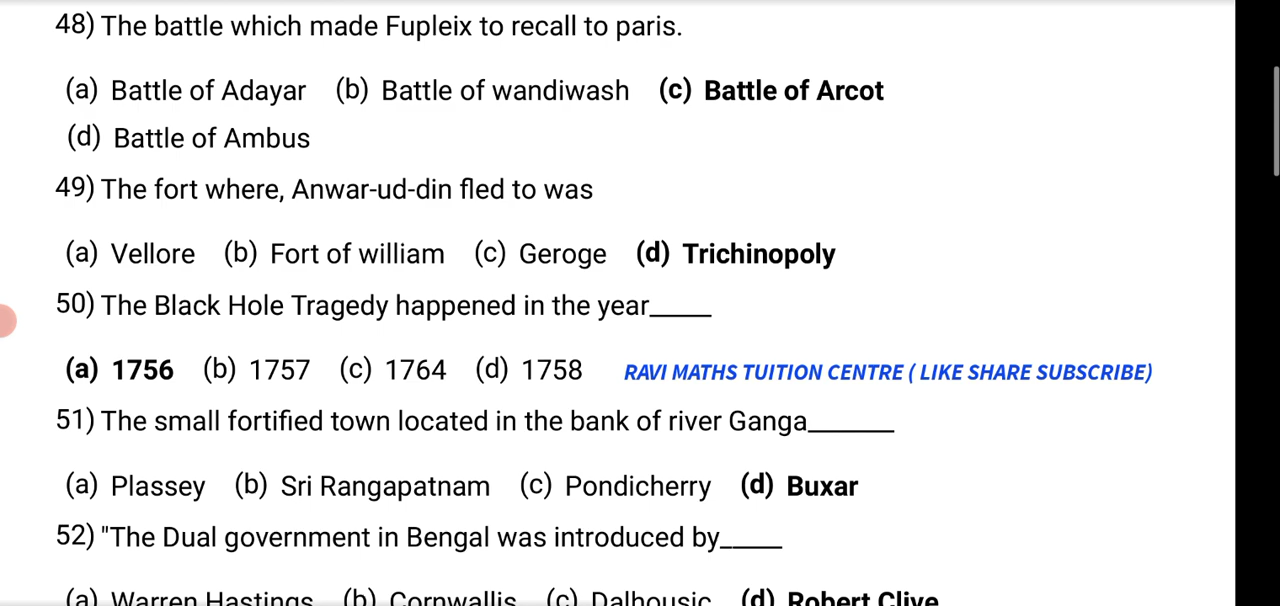 48) The battle which made Fupleix to recall to paris.
(a) Battle of Adayar (b) Battle of wandiwash (c) Battle of Arcot
(d) Battle of Ambus
49) The fort where, Anwar-ud-din fled to was
(a) Vellore (b) Fort of william (c) Geroge (d) Trichinopoly
50) The Black Hole Tragedy happened in the year_____
(a) 1756 (b) 1757 (c) 1764 (d) 1758 RAVI MATHS TUITION CENTRE ( LIKE SHARE SUBSCRIBE)
51) The small fortified town located in the bank of river Ganga_______
(a) Plassey (b) Sri Rangapatnam (c) Pondicherry (d) Buxar
52) "The Dual government in Bengal was introduced by_____
(a) Warren Hastings (b) Cornwallis (c) Dalhousic (d) Robert Clive